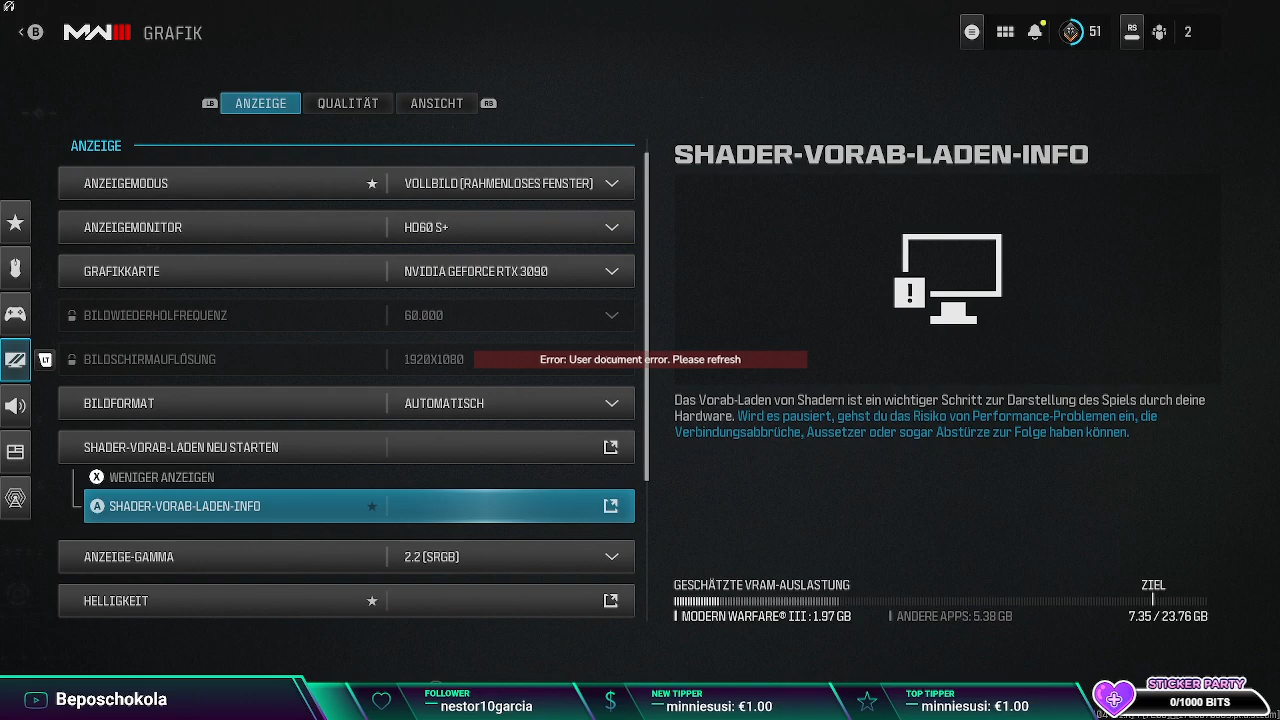 B MWIII GRAFIK
51 RS 2
LB ANZEIGE QUALITÄT ANSICHT RB
ANZEIGE
ANZEIGEMODUS VOLLBILD (RAHMENLOSES FENSTER)
ANZEIGEMONITOR HD60 S+
GRAFIKKARTE NVIDIA GEFORCE RTX 3090
BILDWIEDERHOLFREQUENZ 60.000
LT
BILDSCHIRMAUFLÖSUNG 1920X1080
Error: User document error. Please refresh
BILDFORMAT AUTOMATISCH
SHADER-VORAB-LADEN NEU STARTEN
X WENIGER ANZEIGEN
A SHADER-VORAB-LADEN-INFO
ANZEIGE-GAMMA 2.2 (SRGB)
HELLIGKEIT
SHADER-VORAB-LADEN-INFO
!
Das Vorab-Laden von Shadern ist ein wichtiger Schritt zur Darstellung des Spiels durch deine
Hardware. Wird es pausiert, gehst du das Risiko von Performance-Problemen ein, die
Verbindungsabbrüche, Aussetzer oder sogar Abstürze zur Folge haben können.
GESCHÄTZTE VRAM-AUSLASTUNG ZIEL
MODERN WARFARE® III : 1.97 GB ANDERE APPS: 5.38 GB 7.35 / 23.76 GB
Beposchokola
FOLLOWER
nestor10garcia
$
NEW TIPPER
minniesusi: €1.00
TOP TIPPER
minniesusi: €1.00
STICKER PARTY
0/1000 BITS